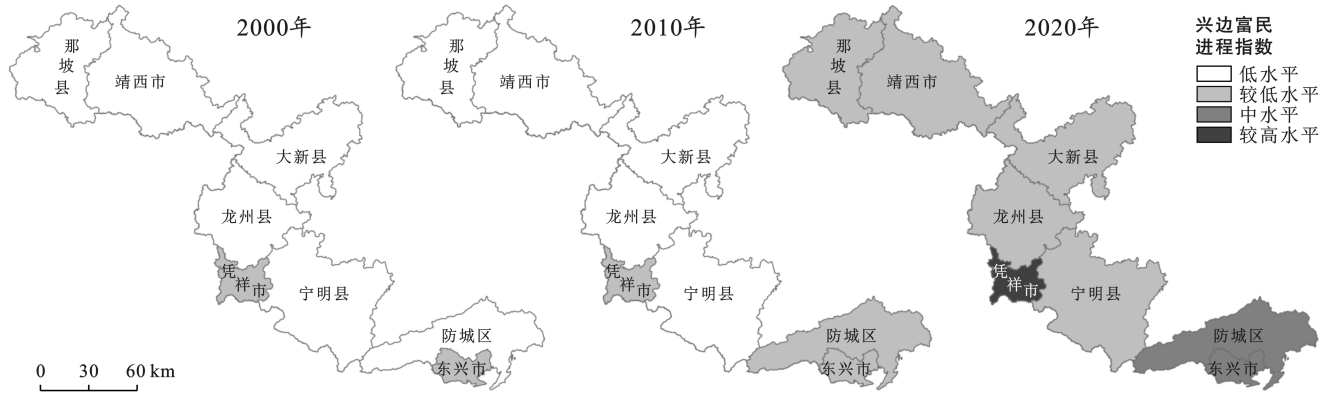 2000年
那坡县
靖西市
大新县
龙州县
凭祥市
宁明县
防城区
东兴市
0 30 60 km
2010年
那坡县
靖西市
大新县
龙州县
凭祥市
宁明县
防城区
东兴市
2020年
那坡县
靖西市
大新县
龙州县
凭祥市
宁明县
防城区
东兴市
兴边富民
进程指数
低水平
较低水平
中水平
较高水平